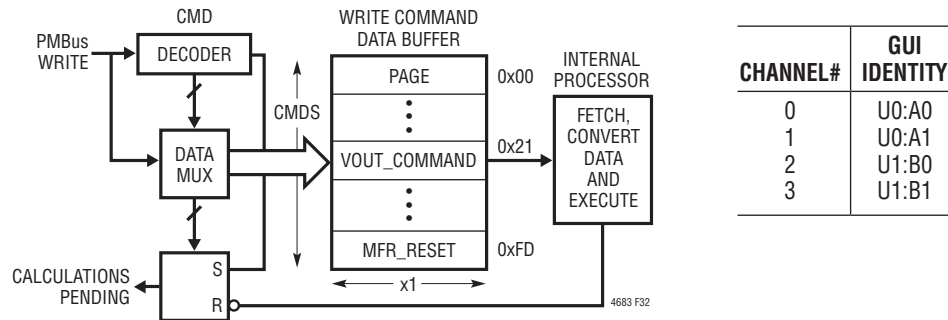 CMD
PMBus
WRITE
DECODER
CMDS
DATA
MUX
S
R
CALCULATIONS
PENDING
WRITE COMMAND
DATA BUFFER
PAGE
0x00
VOUT_COMMAND
0x21
MFR_RESET
0xFD
x1
INTERNAL
PROCESSOR
FETCH,
CONVERT
DATA
AND
EXECUTE
4683 F32
CHANNEL# GUI IDENTITY
0 U0:A0
1 U0:A1
2 U1:B0
3 U1:B1